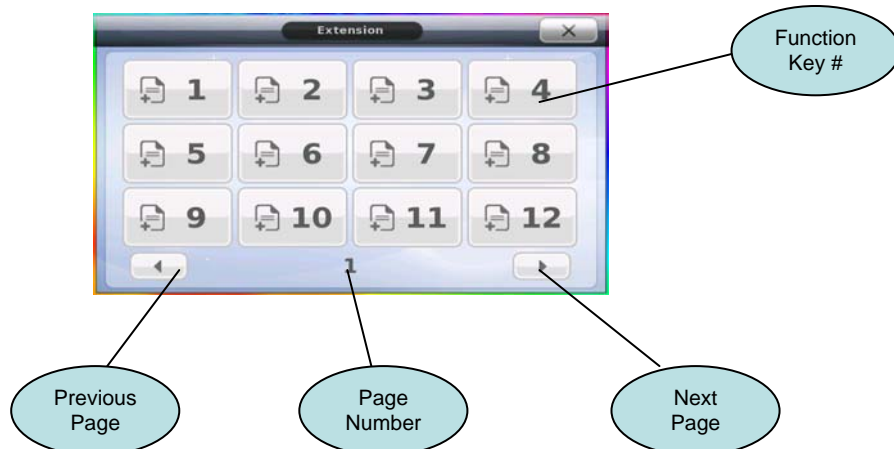 Extension
Function
Key #
1 2 3 4
5 6 7 8
9 10 11 12
1
Previous
Page
Page
Number
Next
Page